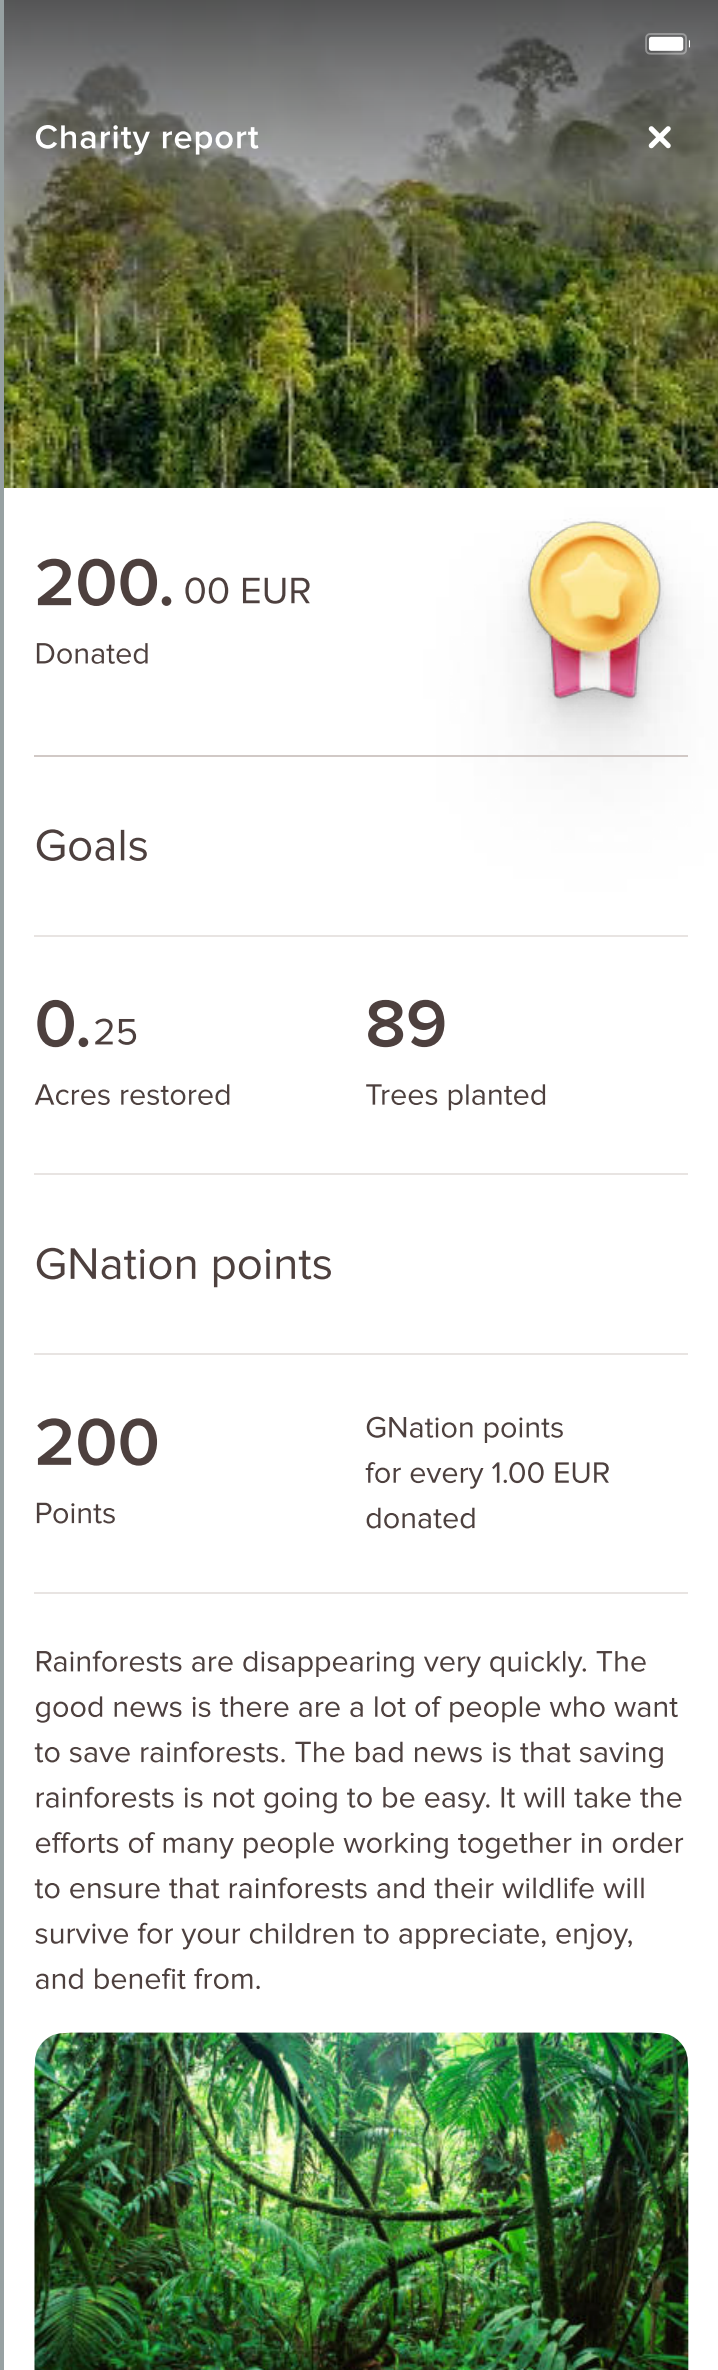 Charity report
200. 00 EUR
Donated
Goals
0.25
Acres restored
89
Trees planted
GNation points
200
Points
GNation points
for every 1.00 EUR
donated
Rainforests are disappearing very quickly. The
good news is there are a lot of people who want
to save rainforests. The bad news is that saving
rainforests is not going to be easy. It will take the
efforts of many people working together in order
to ensure that rainforests and their wildlife will
survive for your children to appreciate, enjoy,
and benefit from.